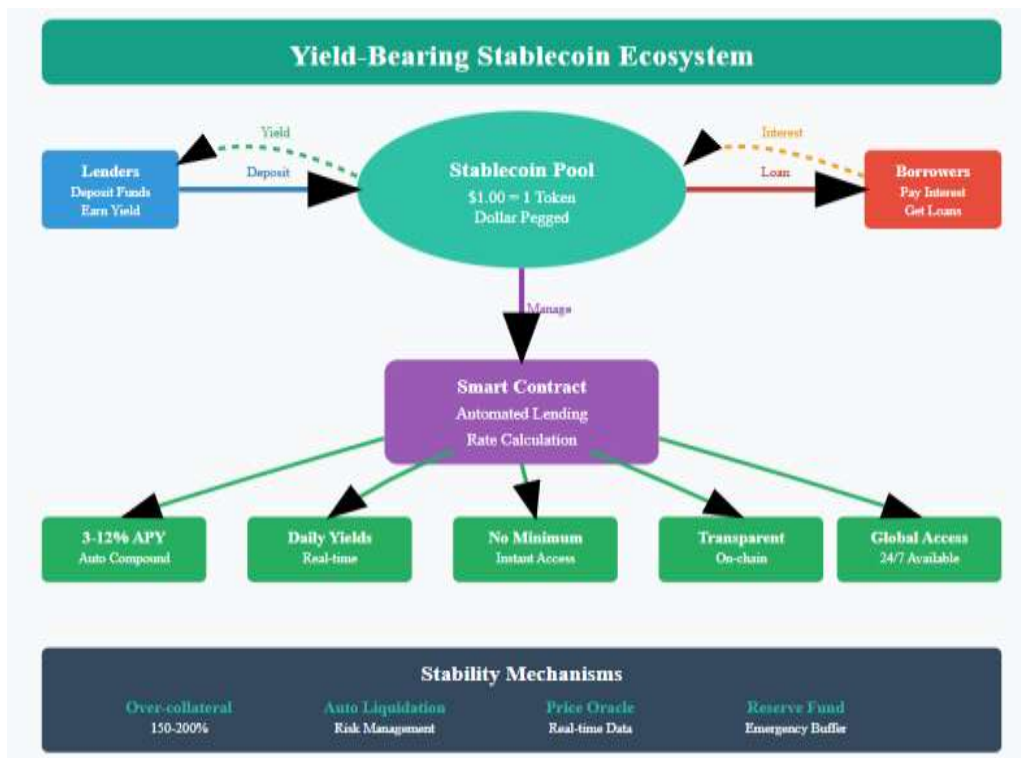 Yield-Bearing Stablecoin Ecosystem
Yield
Interest
Lenders
Deposit Funds
Earn Yield
Deposit
Stablecoin Pool
$1.00 = 1 Token
Dollar Pegged
Loan
Borrowers
Pay Interest
Get Loans
Manage
Smart Contract
Automated Lending
Rate Calculation
3-12% APY
Auto Compound
Daily Yields
Real-time
No Minimum
Instant Access
Transparent
On-chain
Global Access
24/7 Available
Stability Mechanisms
Over-collateral
150-200%
Auto Liquidation
Risk Management
Price Oracle
Real-time Data
Reserve Fund
Emergency Buffer